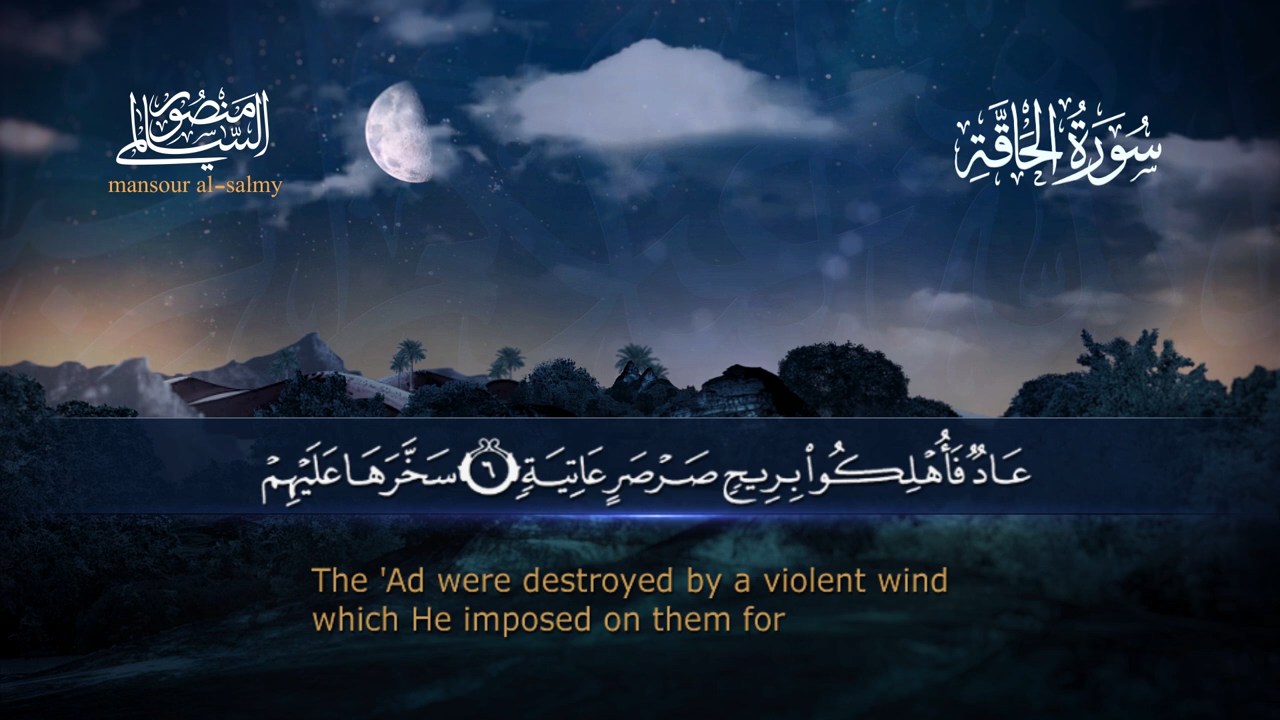 منصور السالمي
mansour al-salmy
سُورَةُ الحَاقَّةِ
عَادٌ فَأُهْلِكُوا۟ بِرِيحٍ صَرْصَرٍ عَاتِيَةٍ ٦ سَخَّرَهَا عَلَيْهِمْ
The 'Ad were destroyed by a violent wind
which He imposed on them for